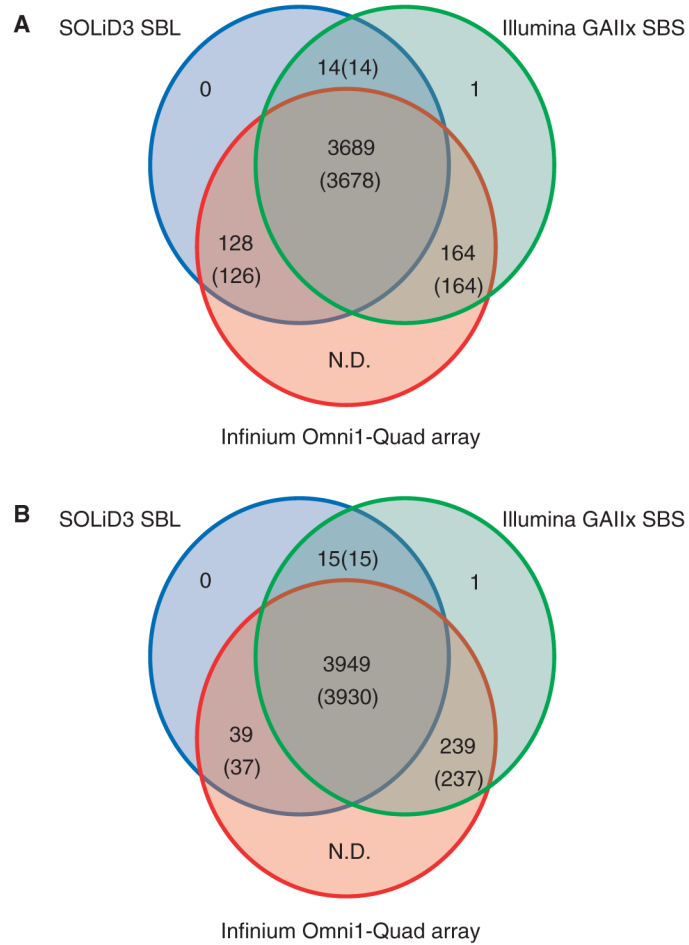 A
SOLiD3 SBL
Illumina GAIIx SBS
14(14)
0
1
3689
(3678)
128
(126)
164
(164)
N.D.
Infinium Omni1-Quad array
B
SOLiD3 SBL
Illumina GAIIx SBS
15(15)
0
1
3949
(3930)
39
(37)
239
(237)
N.D.
Infinium Omni1-Quad array